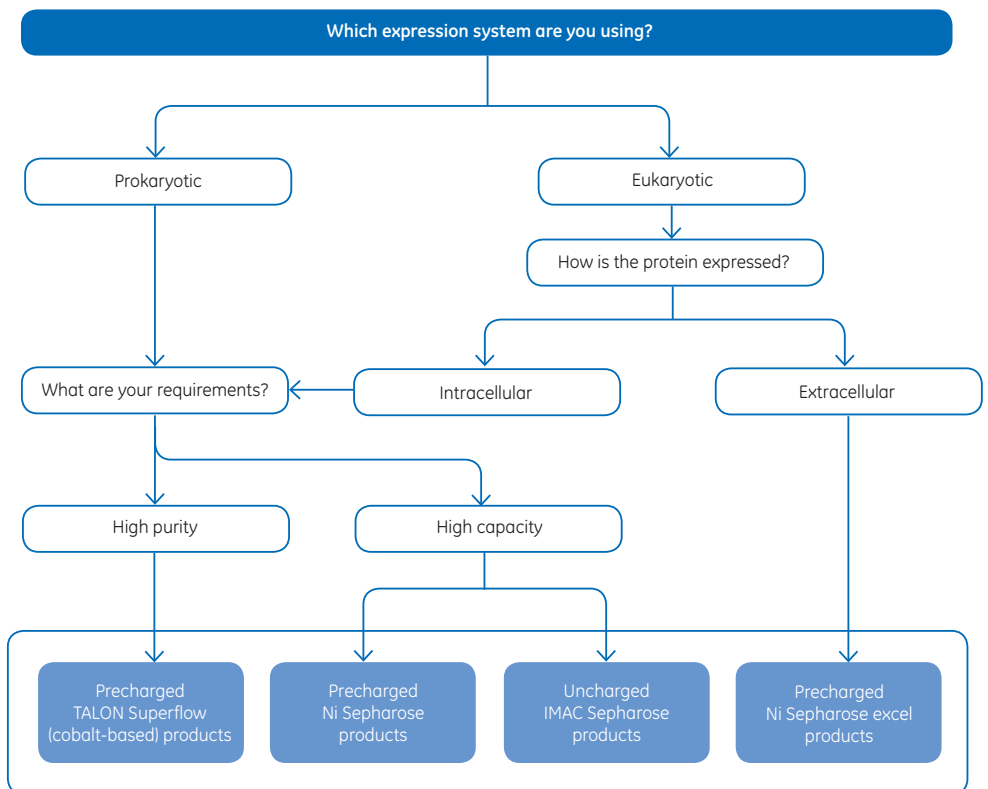 Which expression system are you using?
Prokaryotic
Eukaryotic
How is the protein expressed?
What are your requirements?
Intracellular
Extracellular
High purity
High capacity
Precharged
TALON Superflow
(cobalt-based) products
Precharged
Ni Sepharose
products
Uncharged
IMAC Sepharose
products
Precharged
Ni Sepharose excel
products